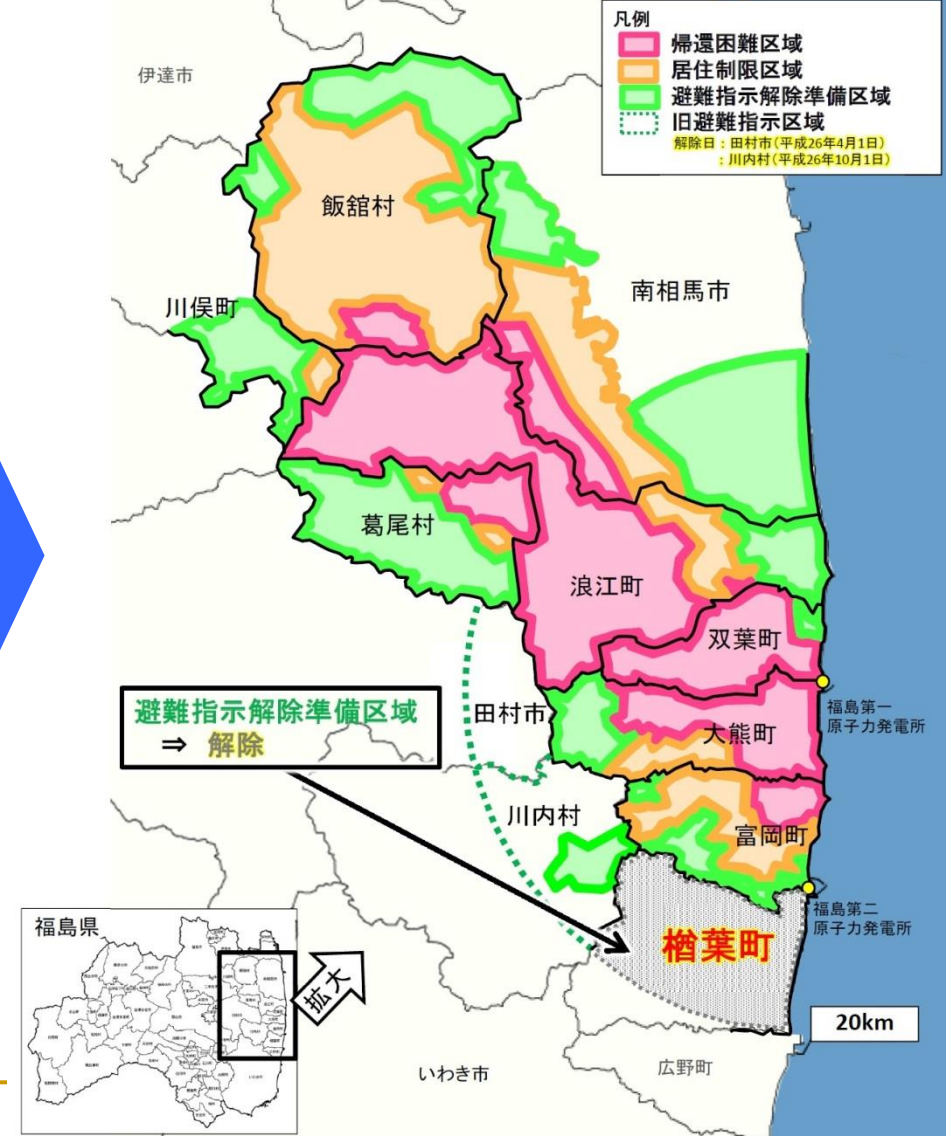 凡例
帰還困難区域
居住制限区域
避難指示解除準備区域
旧避難指示区域
解除日：田村市(平成26年4月1日)
：川内村(平成26年10月1日)
伊達市
飯舘村
南相馬市
川俣町
葛尾村
浪江町
双葉町
福島第一
原子力発電所
避難指示解除準備区域
⇒ 解除
田村市
大熊町
川内村
富岡町
福島第二
原子力発電所
楢葉町
福島県
拡大
20km
いわき市
広野町